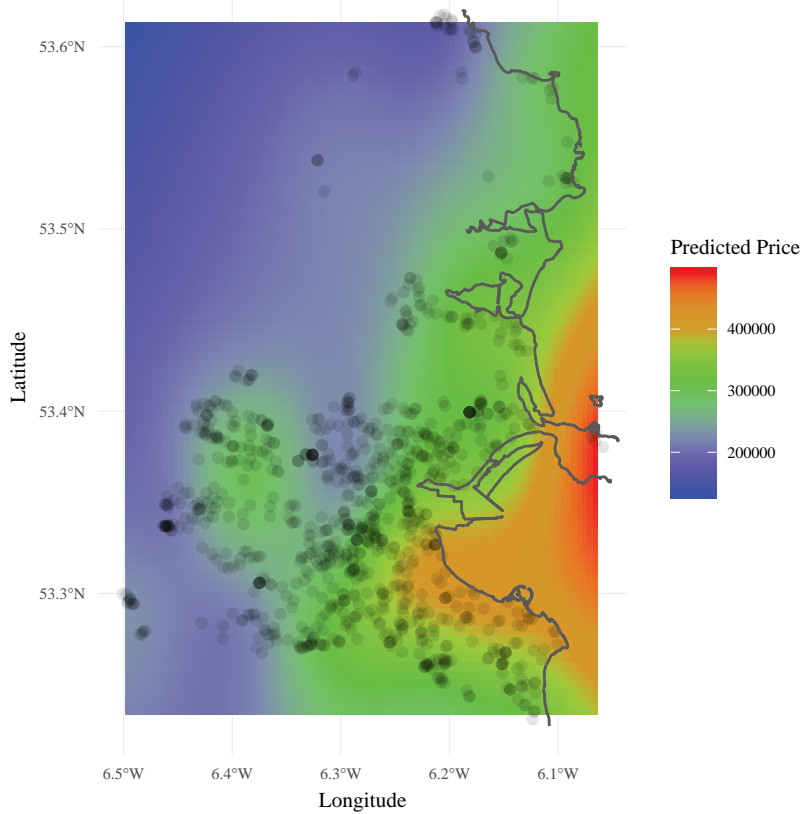 53.6°N
53.5°N
53.4°N
53.3°N
Latitude
6.5°W 6.4°W 6.3°W 6.2°W 6.1°W
Longitude
Predicted Price
400000
300000
200000